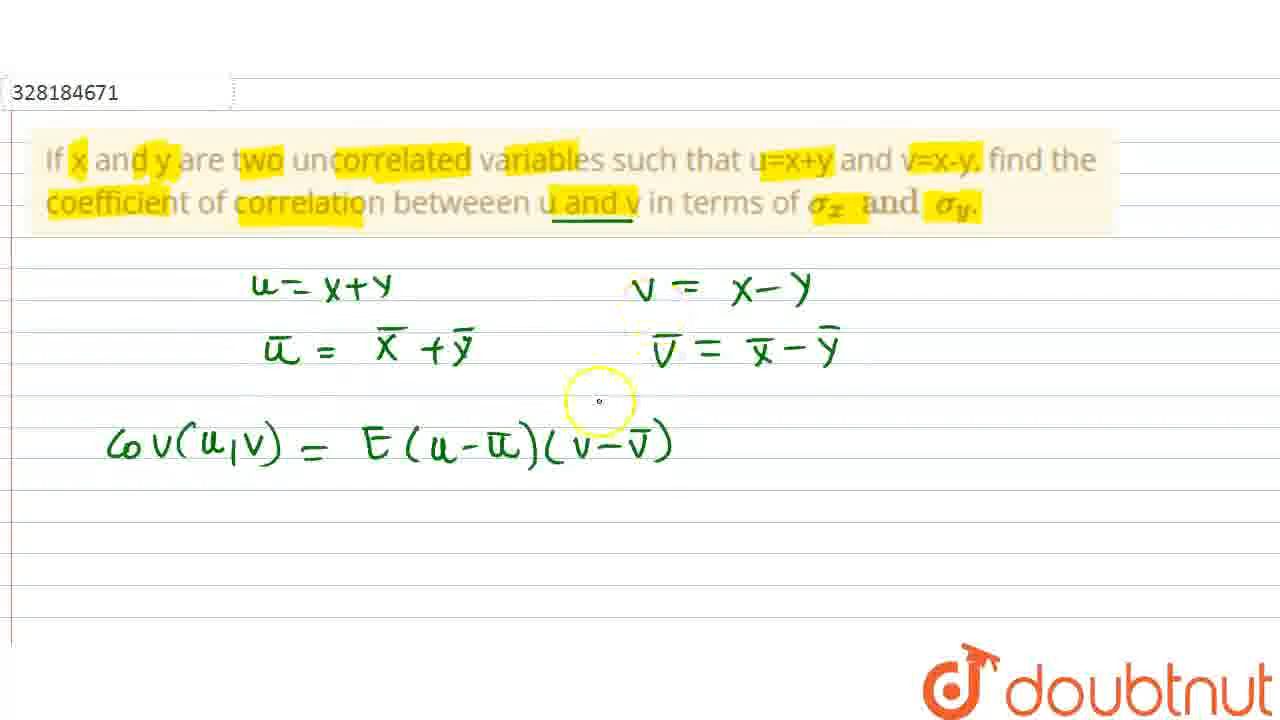 328184671
If x and y are two uncorrelated variables such that u=x+y and v=x-y. find the
coefficient of correlation betweeen u and v in terms of σₓ and σᵧ.
u = x+y v = x-y
ū = x̄ + ȳ v̄ = x̄ - ȳ
Cov(u,v) = E(u-ū)(v-v̄)
doubtnut